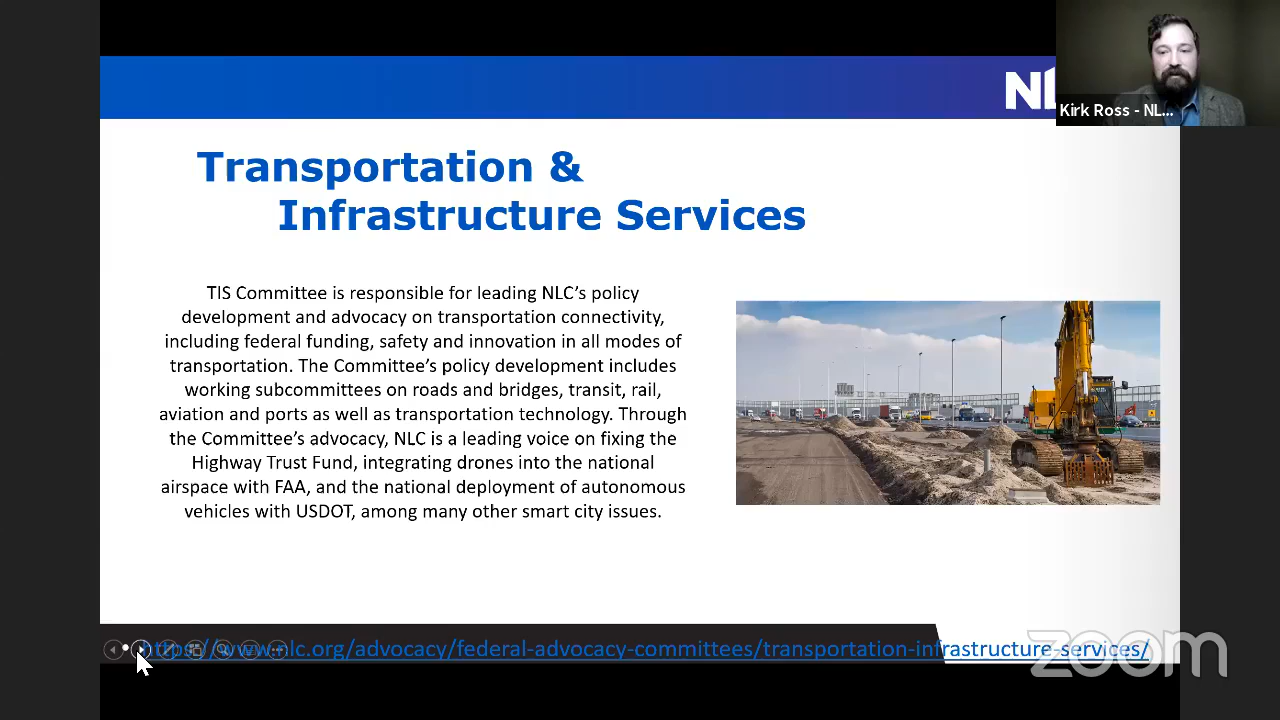 NL
Kirk Ross - NL...
Transportation &
Infrastructure Services
TIS Committee is responsible for leading NLC's policy
development and advocacy on transportation connectivity,
including federal funding, safety and innovation in all modes of
transportation. The Committee's policy development includes
working subcommittees on roads and bridges, transit, rail,
aviation and ports as well as transportation technology. Through
the Committee's advocacy, NLC is a leading voice on fixing the
Highway Trust Fund, integrating drones into the national
airspace with FAA, and the national deployment of autonomous
vehicles with USDOT, among many other smart city issues.
https://www.nlc.org/advocacy/federal-advocacy-committees/transportation-infrastructure-services/
zoom